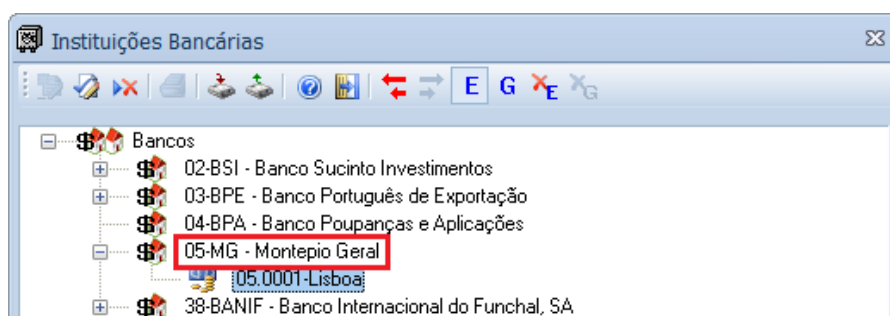 Instituições Bancárias
E G E G
Bancos
02-BSI - Banco Sucinto Investimentos
03-BPE - Banco Português de Exportação
04-BPA - Banco Poupanças e Aplicações
05-MG - Montepio Geral
05.0001-Lisboa
38-BANIF - Banco Internacional do Funchal, SA